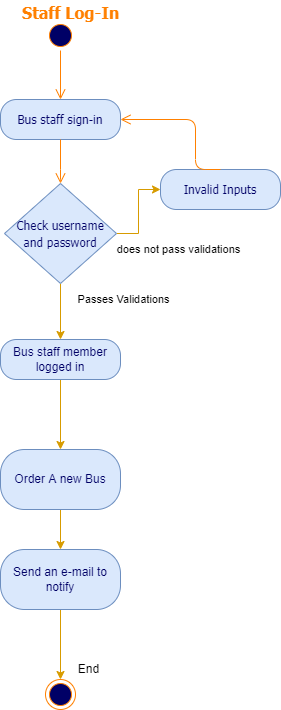 Staff Log-In
Bus staff sign-in
Invalid Inputs
Check username
and password
does not pass validations
Passes Validations
Bus staff member
logged in
Order A new Bus
Send an e-mail to
notify
End